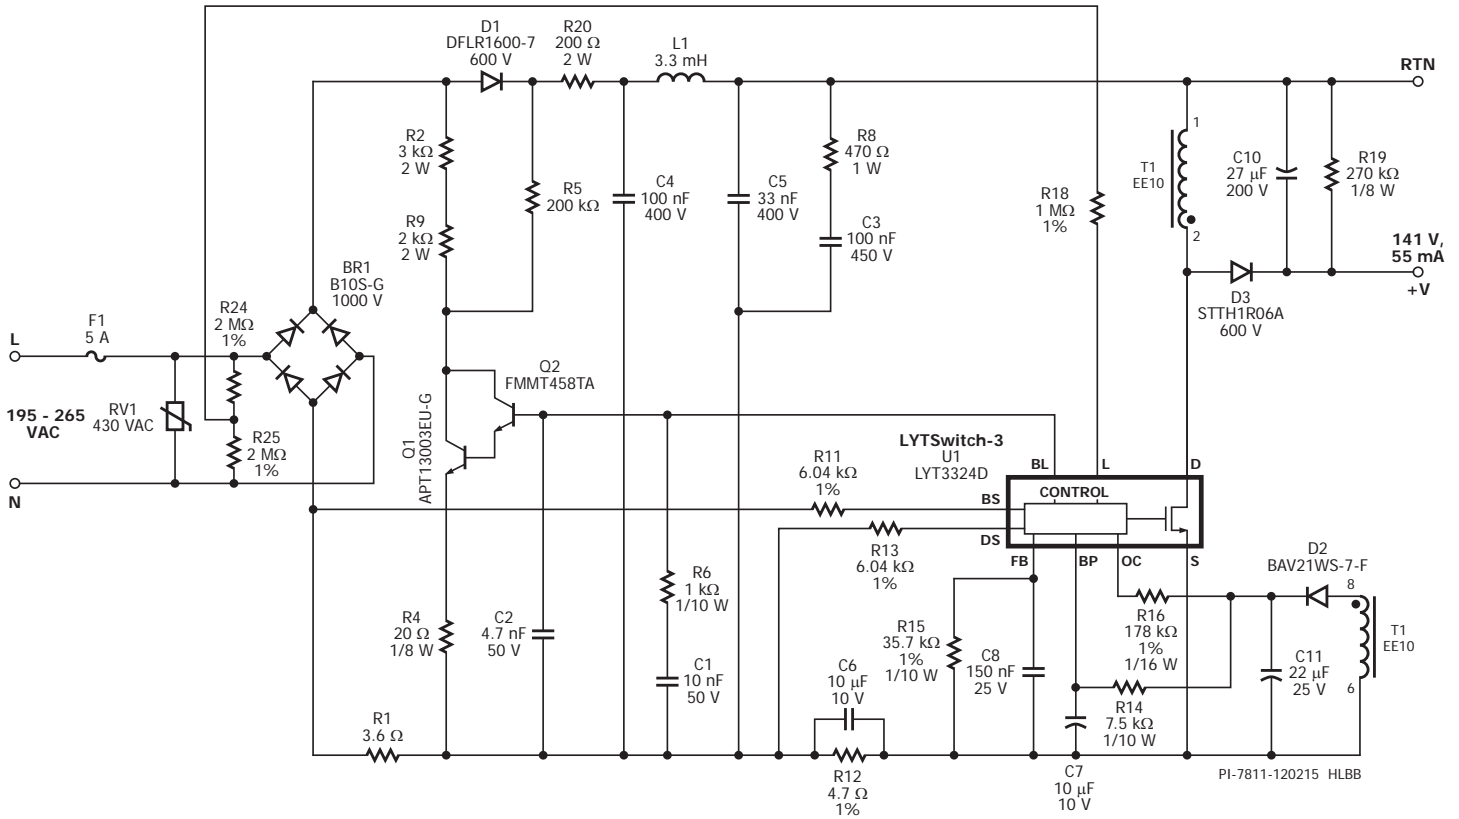 D1
DFLR1600-7
600 V
R20
200 Ω
2 W
L1
3.3 mH
RTN
R2
3 kΩ
2 W
R5
200 kΩ
C4
100 nF
400 V
C5
33 nF
400 V
R8
470 Ω
1 W
R18
1 MΩ
1%
1
T1
EE10
2
C10
27 µF
200 V
R19
270 kΩ
1/8 W
R9
2 kΩ
2 W
C3
100 nF
450 V
141 V,
55 mA
+V
D3
STTH1R06A
600 V
BR1
B10S-G
1000 V
R24
2 MΩ
1%
F1
5 A
L
195 - 265
VAC
RV1
430 VAC
R25
2 MΩ
1%
N
Q2
FMMT458TA
Q1
APT13003EU-G
LYTSwitch-3
U1
LYT3324D
BL
L
D
CONTROL
BS
DS
FB
BP
OC
S
R11
6.04 kΩ
1%
R13
6.04 kΩ
1%
D2
BAV21WS-7-F
8
T1
EE10
6
R6
1 kΩ
1/10 W
R4
20 Ω
1/8 W
C2
4.7 nF
50 V
C1
10 nF
50 V
R15
35.7 kΩ
1%
1/10 W
C8
150 nF
25 V
R16
178 kΩ
1%
1/16 W
C11
22 µF
25 V
C6
10 µF
10 V
R14
7.5 kΩ
1/10 W
R1
3.6 Ω
R12
4.7 Ω
1%
C7
10 µF
10 V
PI-7811-120215 HLBB